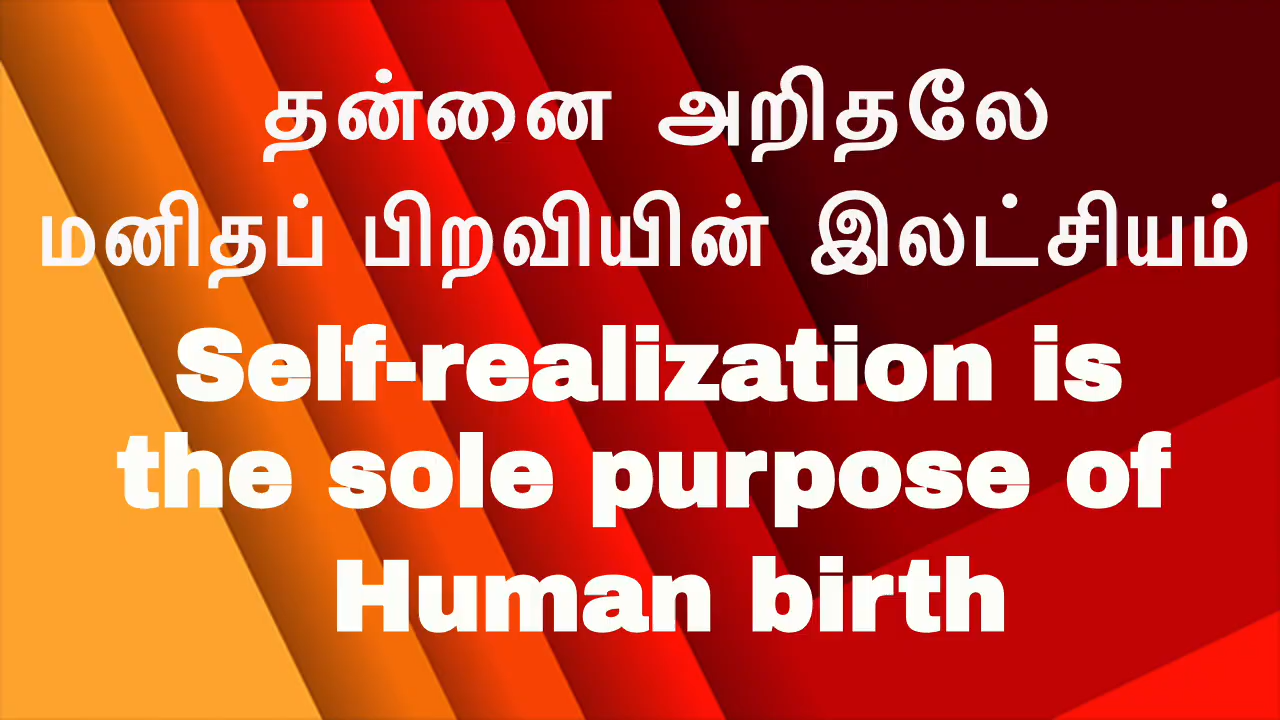 தன்னை அறிதலே
மனிதப் பிறவியின் இலட்சியம்
Self-realization is
the sole purpose of
Human birth